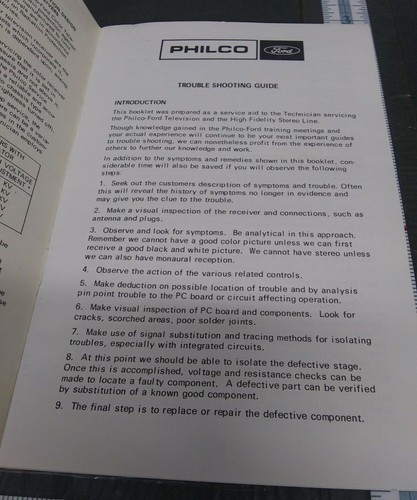 PHILCO Ford
TROUBLE SHOOTING GUIDE
INTRODUCTION
This booklet was prepared as a service aid to the Technician servicing
the Philco-Ford Television and the High Fidelity Stereo Line.
Though knowledge gained in the Philco-Ford training meetings and
your actual experience will continue to be your most important guides
to trouble shooting, we can nonetheless profit from the experience of
others to further our knowledge and work.
In addition to the symptoms and remedies shown in this booklet, con-
siderable time will also be saved if you will observe the following
steps:
1. Seek out the customers description of symptoms and trouble. Often
this will reveal the history of symptoms no longer in evidence and
may give you the clue to the trouble.
2. Make a visual inspection of the receiver and connections, such as
antenna and plugs.
3. Observe and look for symptoms. Be analytical in this approach.
Remember we cannot have a good color picture unless we can first
receive a good black and white picture. We cannot have stereo unless
we can also have monaural reception.
4. Observe the action of the various related controls.
5. Make deduction on possible location of trouble and by analysis
pin point trouble to the PC board or circuit affecting operation.
6. Make visual inspection of PC board and components. Look for
cracks, scorched areas, poor solder joints.
7. Make use of signal substitution and tracing methods for isolating
troubles, especially with integrated circuits.
8. At this point we should be able to isolate the defective stage.
Once this is accomplished, voltage and resistance checks can be
made to locate a faulty component. A defective part can be verified
by substitution of a known good component.
9. The final step is to replace or repair the defective component.